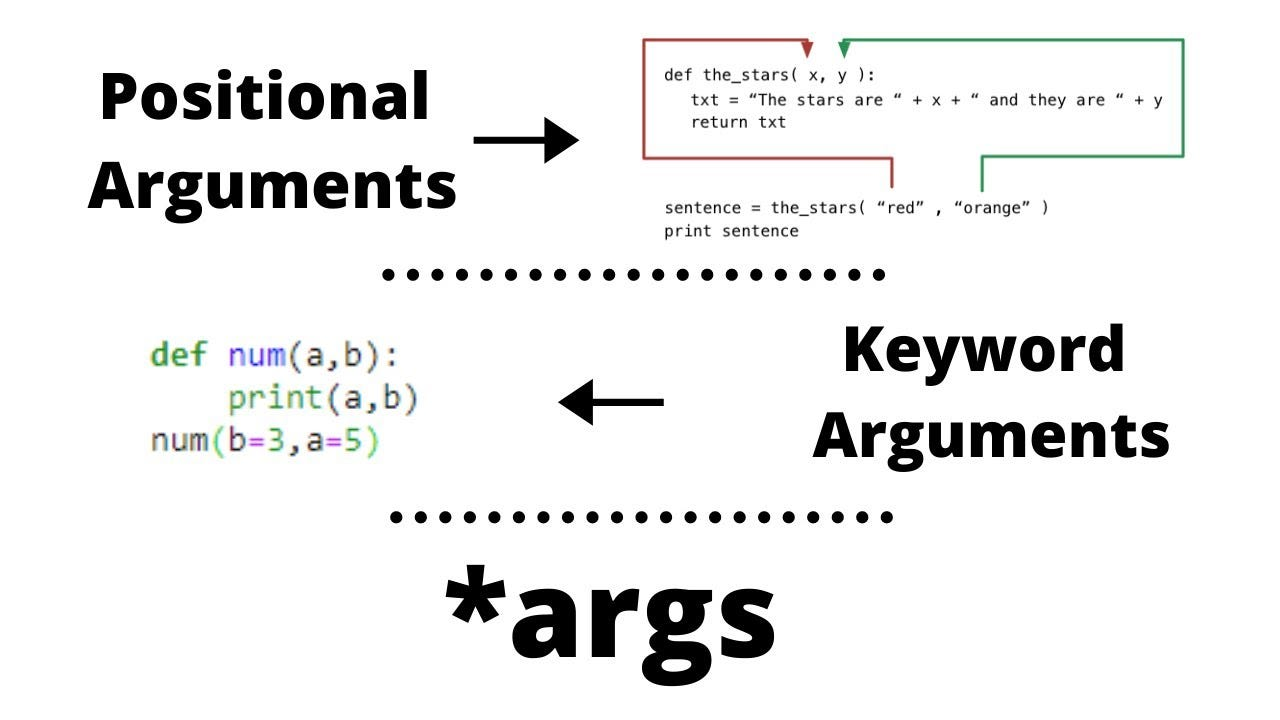 Positional
Arguments
def the_stars( x, y ):
txt = “The stars are “ + x + “ and they are “ + y
return txt
sentence = the_stars( “red” , “orange” )
print sentence
def num(a,b):
print(a,b)
num(b=3,a=5)
Keyword
Arguments
*args